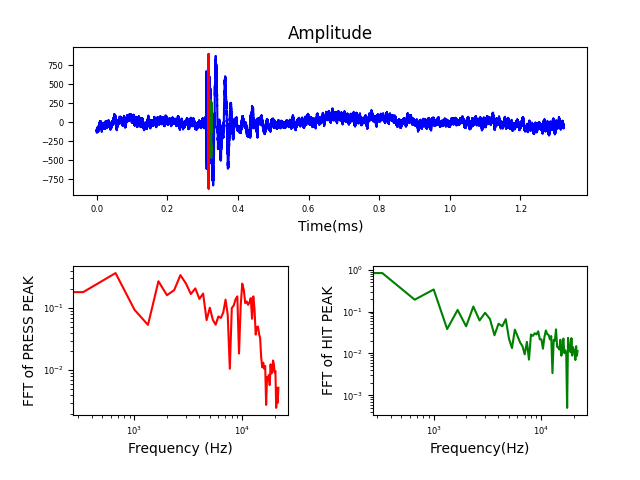 Amplitude
750
500
250
0
−250
−500
−750
0.0 0.2 0.4 0.6 0.8 1.0 1.2
Time(ms)
FFT of PRESS PEAK
10⁻¹
10⁻²
10³ 10⁴
Frequency (Hz)
FFT of HIT PEAK
10⁰
10⁻¹
10⁻²
10⁻³
10³ 10⁴
Frequency(Hz)